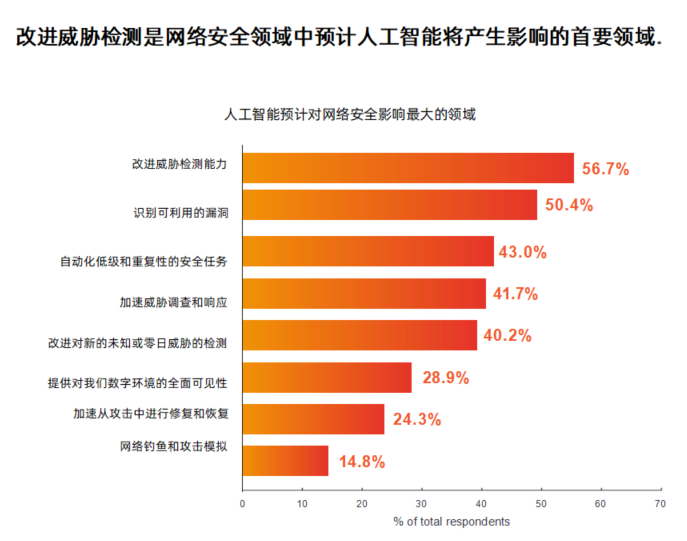 改进威胁检测是网络安全领域中预计人工智能将产生影响的首要领域.
人工智能预计对网络安全影响最大的领域
改进威胁检测能力 56.7%
识别可利用的漏洞 50.4%
自动化低级和重复性的安全任务 43.0%
加速威胁调查和响应 41.7%
改进对新的未知或零日威胁的检测 40.2%
提供对我们数字环境的全面可见性 28.9%
加速从攻击中进行修复和恢复 24.3%
网络钓鱼和攻击模拟 14.8%
0 10 20 30 40 50 60 70
% of total respondents